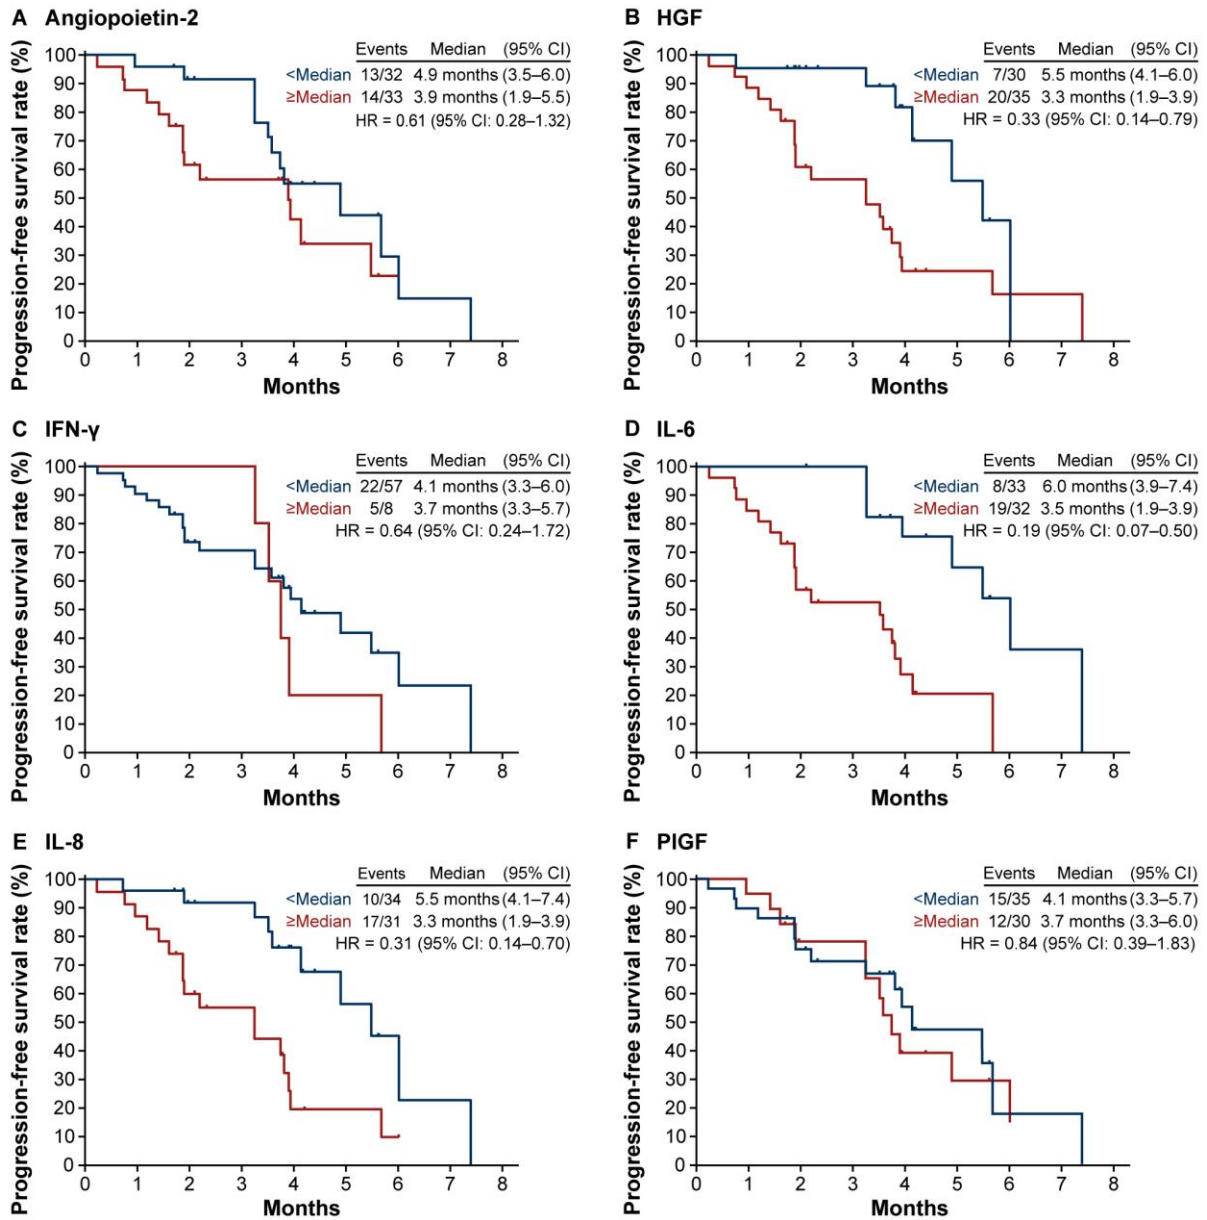 A Angiopoietin-2
Events Median (95% CI)
<Median 13/32 4.9 months (3.5–6.0)
≥Median 14/33 3.9 months (1.9–5.5)
HR = 0.61 (95% CI: 0.28–1.32)
Progression-free survival rate (%)
100
90
80
70
60
50
40
30
20
10
0
0 1 2 3 4 5 6 7 8
Months
B HGF
Events Median (95% CI)
<Median 7/30 5.5 months (4.1–6.0)
≥Median 20/35 3.3 months (1.9–3.9)
HR = 0.33 (95% CI: 0.14–0.79)
Progression-free survival rate (%)
100
90
80
70
60
50
40
30
20
10
0
0 1 2 3 4 5 6 7 8
Months
C IFN-γ
Events Median (95% CI)
<Median 22/57 4.1 months (3.3–6.0)
≥Median 5/8 3.7 months (3.3–5.7)
HR = 0.64 (95% CI: 0.24–1.72)
Progression-free survival rate (%)
100
90
80
70
60
50
40
30
20
10
0
0 1 2 3 4 5 6 7 8
Months
D IL-6
Events Median (95% CI)
<Median 8/33 6.0 months (3.9–7.4)
≥Median 19/32 3.5 months (1.9–3.9)
HR = 0.19 (95% CI: 0.07–0.50)
Progression-free survival rate (%)
100
90
80
70
60
50
40
30
20
10
0
0 1 2 3 4 5 6 7 8
Months
E IL-8
Events Median (95% CI)
<Median 10/34 5.5 months (4.1–7.4)
≥Median 17/31 3.3 months (1.9–3.9)
HR = 0.31 (95% CI: 0.14–0.70)
Progression-free survival rate (%)
100
90
80
70
60
50
40
30
20
10
0
0 1 2 3 4 5 6 7 8
Months
F PIGF
Events Median (95% CI)
<Median 15/35 4.1 months (3.3–5.7)
≥Median 12/30 3.7 months (3.3–6.0)
HR = 0.84 (95% CI: 0.39–1.83)
Progression-free survival rate (%)
100
90
80
70
60
50
40
30
20
10
0
0 1 2 3 4 5 6 7 8
Months